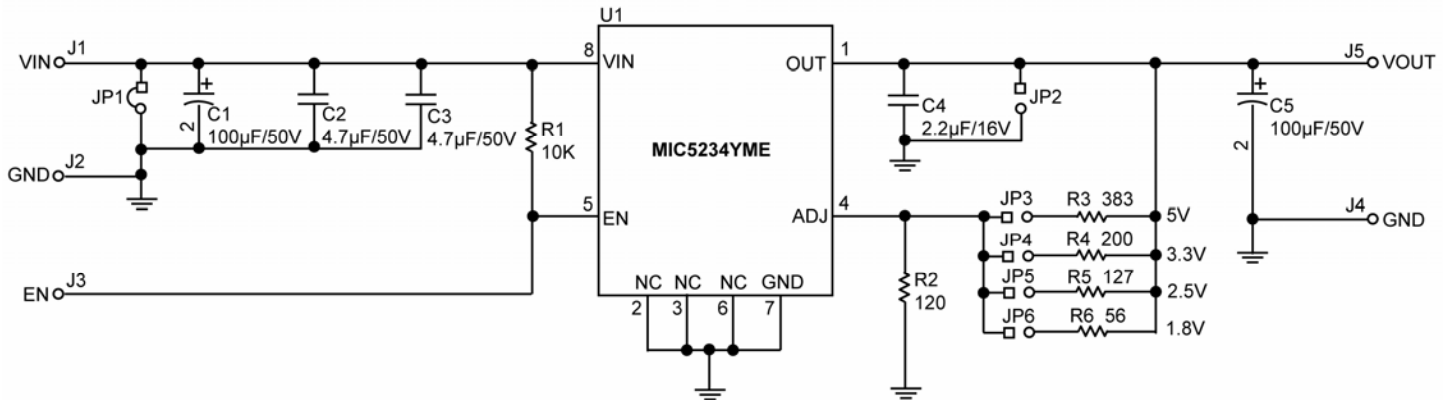 U1
VIN J1
8 VIN
JP1
C1
100µF/50V
+
2
C2
4.7µF/50V
C3
4.7µF/50V
R1
10K
GND J2
5 EN
EN J3
MIC5234YME
NC NC NC GND
2 3 6 7
OUT 1
J5 VOUT
C4
2.2µF/16V
JP2
+
C5
100µF/50V
2
ADJ 4
R2
120
JP3 R3 383 5V
JP4 R4 200 3.3V
JP5 R5 127 2.5V
JP6 R6 56 1.8V
J4 GND